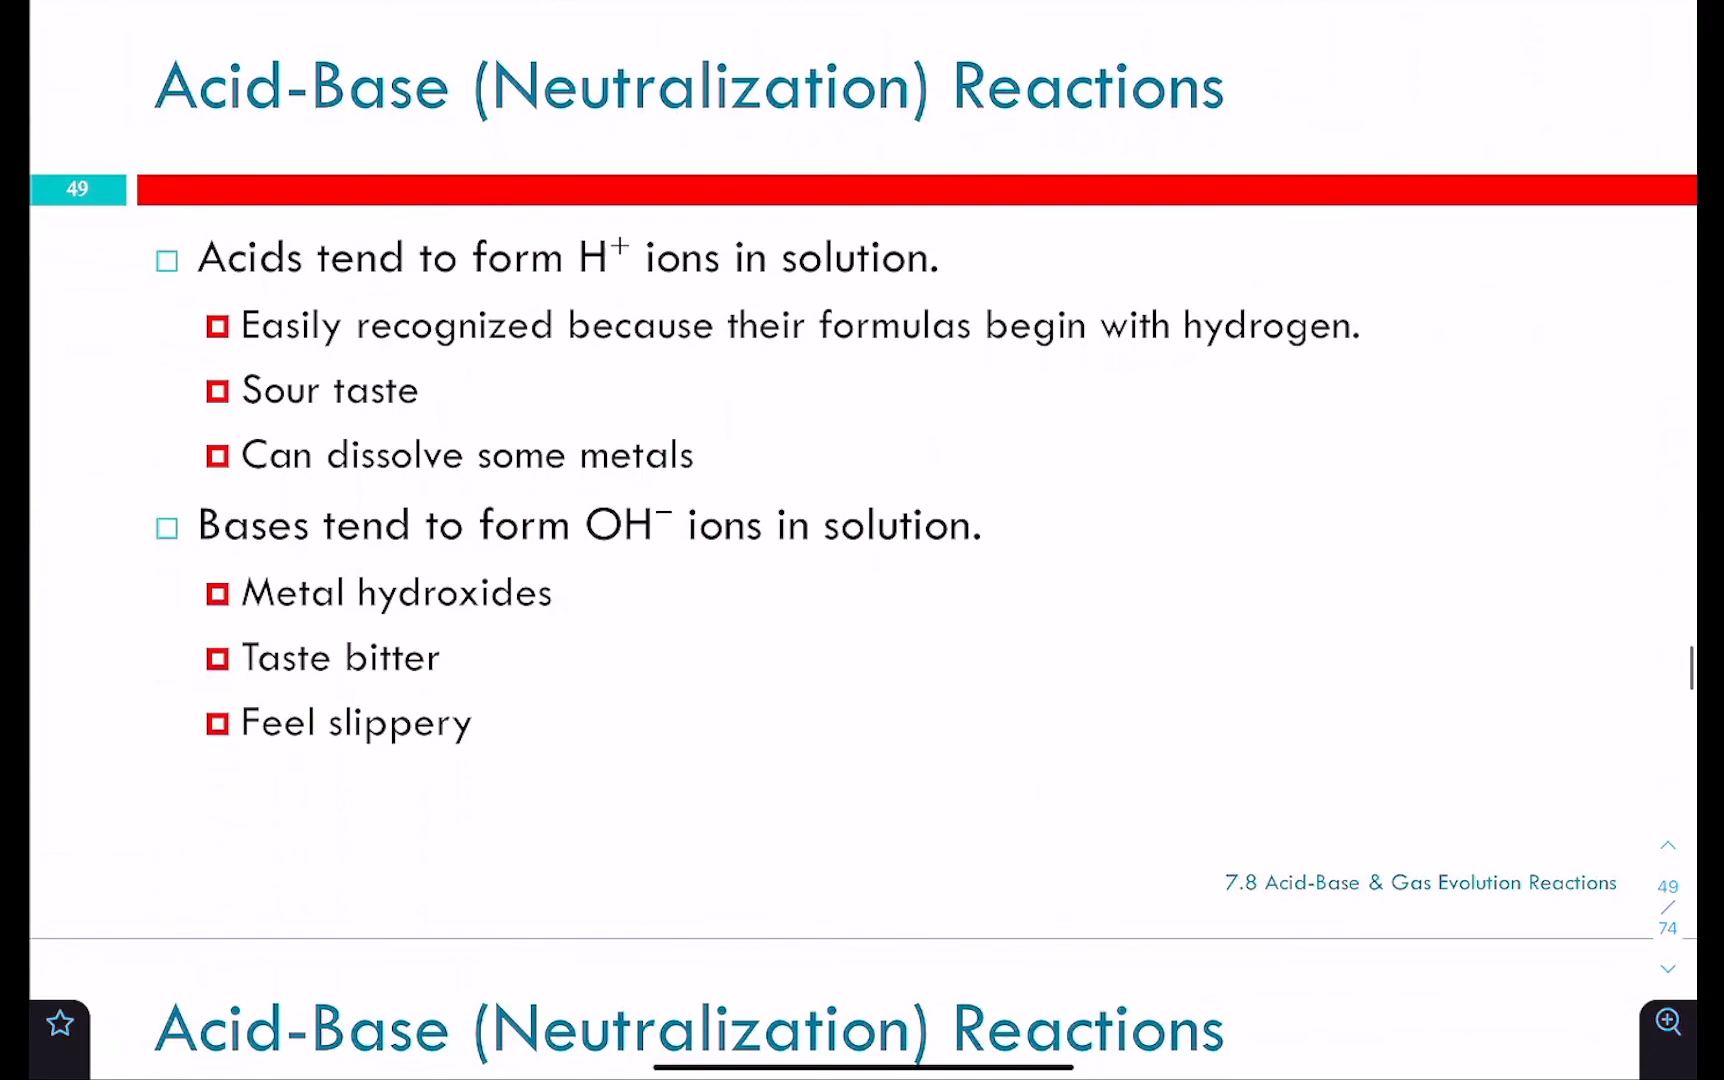 Acid-Base (Neutralization) Reactions
49
Acids tend to form H⁺ ions in solution.
Easily recognized because their formulas begin with hydrogen.
Sour taste
Can dissolve some metals
Bases tend to form OH⁻ ions in solution.
Metal hydroxides
Taste bitter
Feel slippery
7.8 Acid-Base & Gas Evolution Reactions
49
/
74
Acid-Base (Neutralization) Reactions